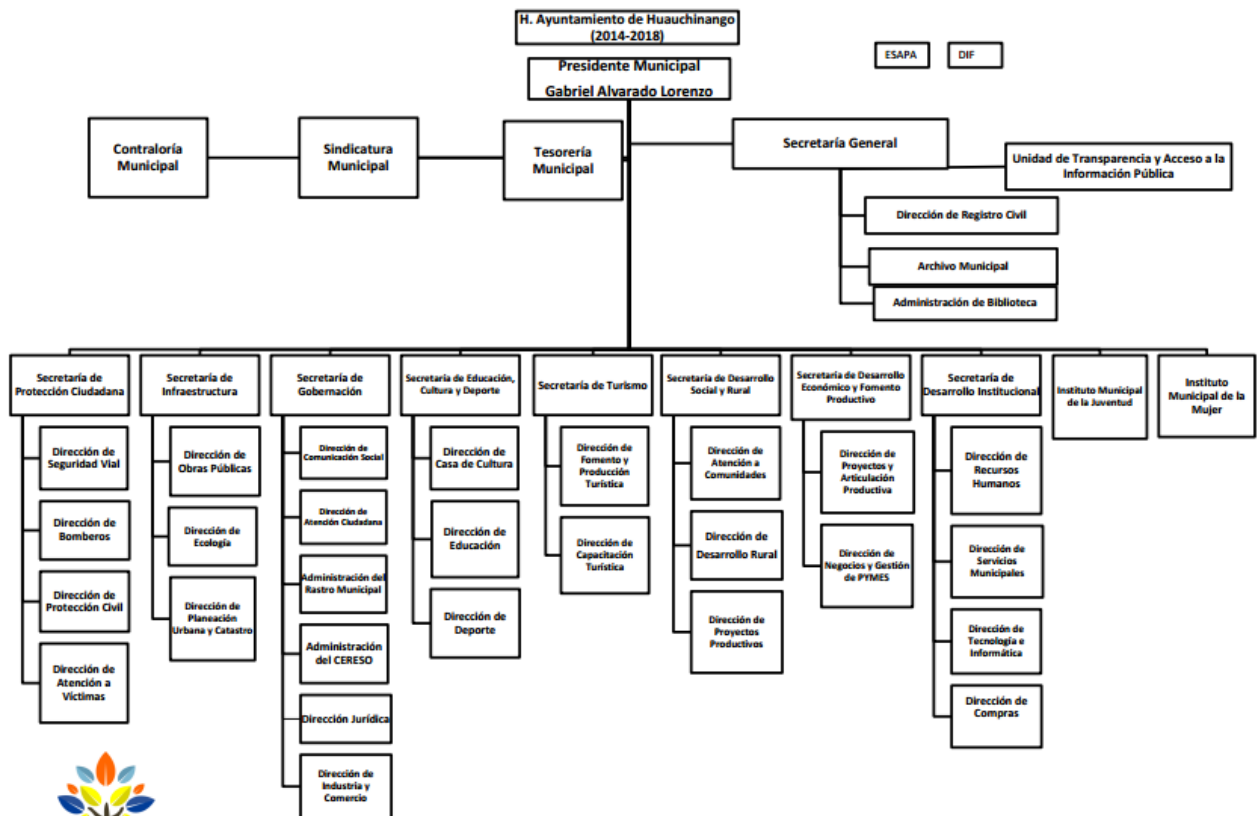 H. Ayuntamiento de Huauchinango
(2014-2018)
ESAPA
DIF
Presidente Municipal
Gabriel Alvarado Lorenzo
Contraloría
Municipal
Sindicatura
Municipal
Tesorería
Municipal
Secretaría General
Unidad de Transparencia y Acceso a la
Información Pública
Dirección de Registro Civil
Archivo Municipal
Administración de Biblioteca
Secretaría de
Protección Ciudadana
Secretaría de
Infraestructura
Secretaría de
Gobernación
Secretaría de Educación,
Cultura y Deporte
Secretaría de Turismo
Secretaría de Desarrollo
Social y Rural
Secretaría de Desarrollo
Económico y Fomento
Productivo
Secretaría de
Desarrollo Institucional
Instituto Municipal
de la Juventud
Instituto
Municipal de la
Mujer
Dirección de
Seguridad Vial
Dirección de
Bomberos
Dirección de
Protección Civil
Dirección de
Atención a
Víctimas
Dirección de
Obras Públicas
Dirección de
Ecología
Dirección de
Planeación
Urbana y Catastro
Dirección de
Comunicación Social
Dirección de
Atención Ciudadana
Administración del
Rastro Municipal
Administración
del CERESO
Dirección Jurídica
Dirección de
Industria y
Comercio
Dirección de
Casa de Cultura
Dirección de
Educación
Dirección de
Deporte
Dirección de
Fomento y
Producción
Turística
Dirección de
Capacitación
Turística
Dirección de
Atención a
Comunidades
Dirección de
Desarrollo Rural
Dirección de
Proyectos
Productivos
Dirección de
Proyectos y
Articulación
Productiva
Dirección de
Negocios y Gestión
de PYMES
Dirección de
Recursos
Humanos
Dirección de
Servicios
Municipales
Dirección de
Tecnología e
Informática
Dirección de
Compras